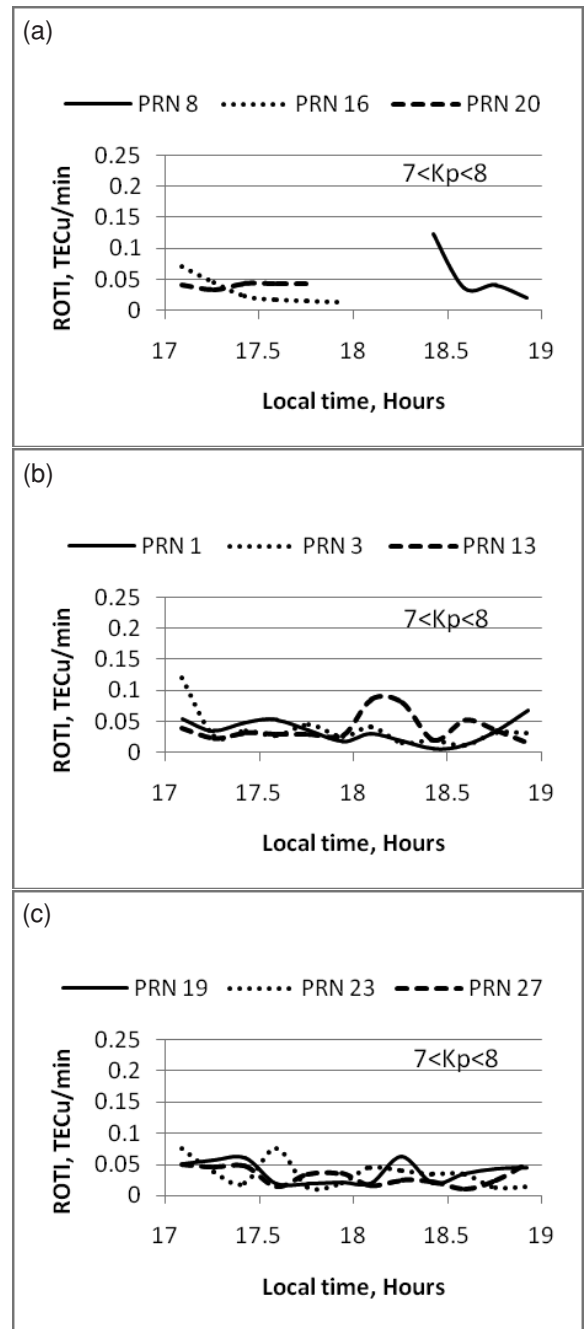 (a)
PRN 8 PRN 16 PRN 20
7<Kp<8
ROTI, TECu/min
0.25
0.2
0.15
0.1
0.05
0
17 17.5 18 18.5 19
Local time, Hours
(b)
PRN 1 PRN 3 PRN 13
7<Kp<8
ROTI, TECu/min
0.25
0.2
0.15
0.1
0.05
0
17 17.5 18 18.5 19
Local time, Hours
(c)
PRN 19 PRN 23 PRN 27
7<Kp<8
ROTI, TECu/min
0.25
0.2
0.15
0.1
0.05
0
17 17.5 18 18.5 19
Local time, Hours